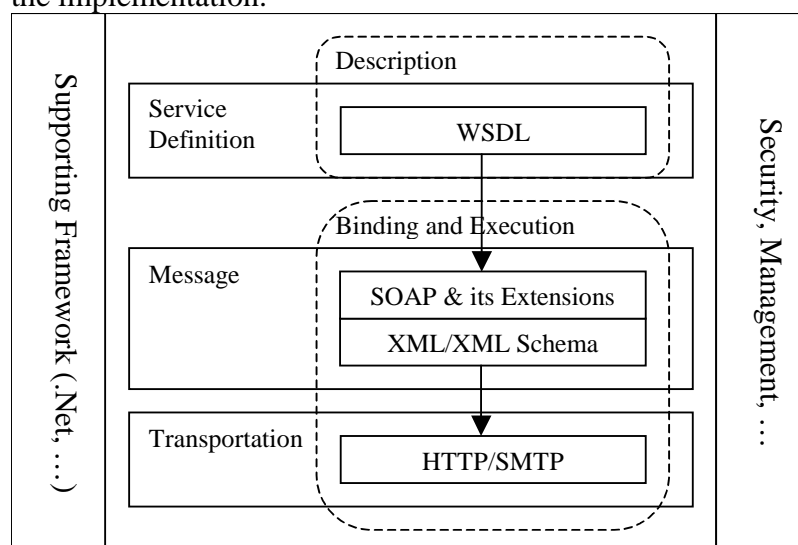 the implementation.
Supporting Framework (.Net, …)
Description
Service
Definition
WSDL
Binding and Execution
Message
SOAP & its Extensions
XML/XML Schema
Transportation
HTTP/SMTP
Security, Management, …